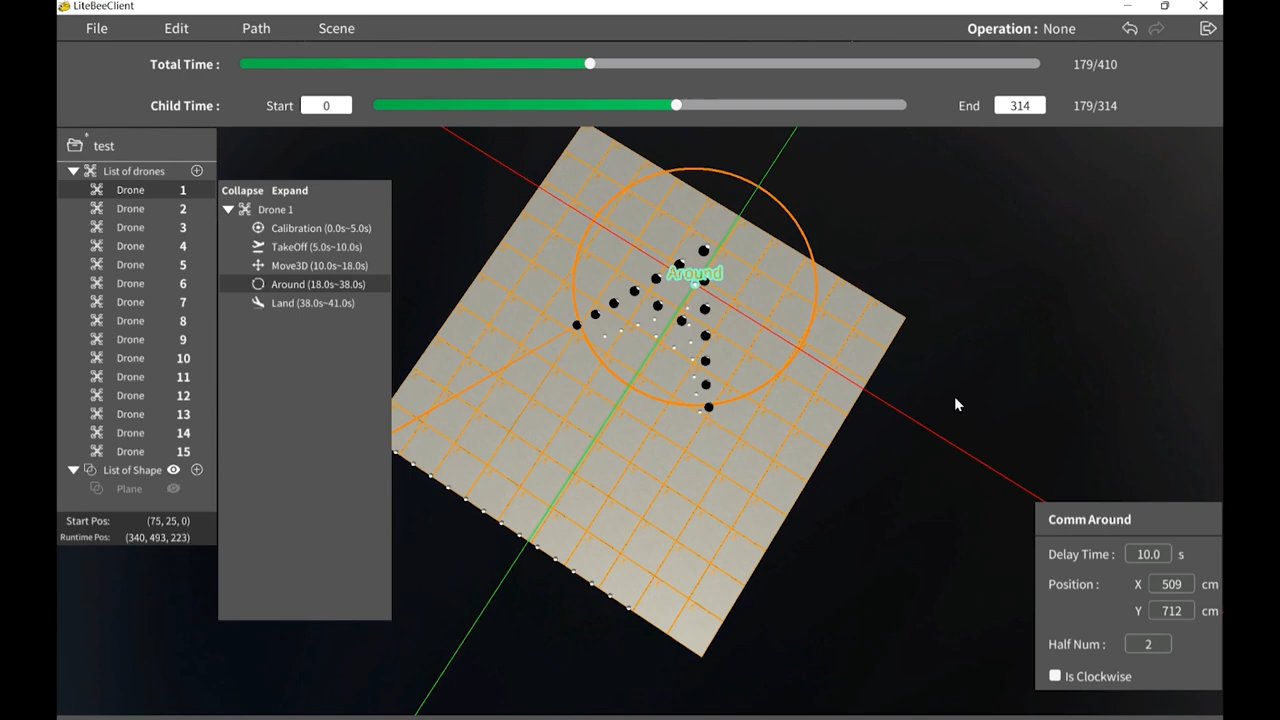 LiteBeeClient
File Edit Path Scene Operation : None
Total Time : 179/410
Child Time : Start 0 End 314 179/314
test
List of drones
Drone 1
Drone 2
Drone 3
Drone 4
Drone 5
Drone 6
Drone 7
Drone 8
Drone 9
Drone 10
Drone 11
Drone 12
Drone 13
Drone 14
Drone 15
List of Shape
Plane
Start Pos: (75, 25, 0)
Runtime Pos: (340, 493, 223)
Collapse Expand
Drone 1
Calibration (0.0s~5.0s)
TakeOff (5.0s~10.0s)
Move3D (10.0s~18.0s)
Around (18.0s~38.0s)
Land (38.0s~41.0s)
Around
Comm Around
Delay Time : 10.0 s
Position : X 509 cm
Y 712 cm
Half Num : 2
Is Clockwise